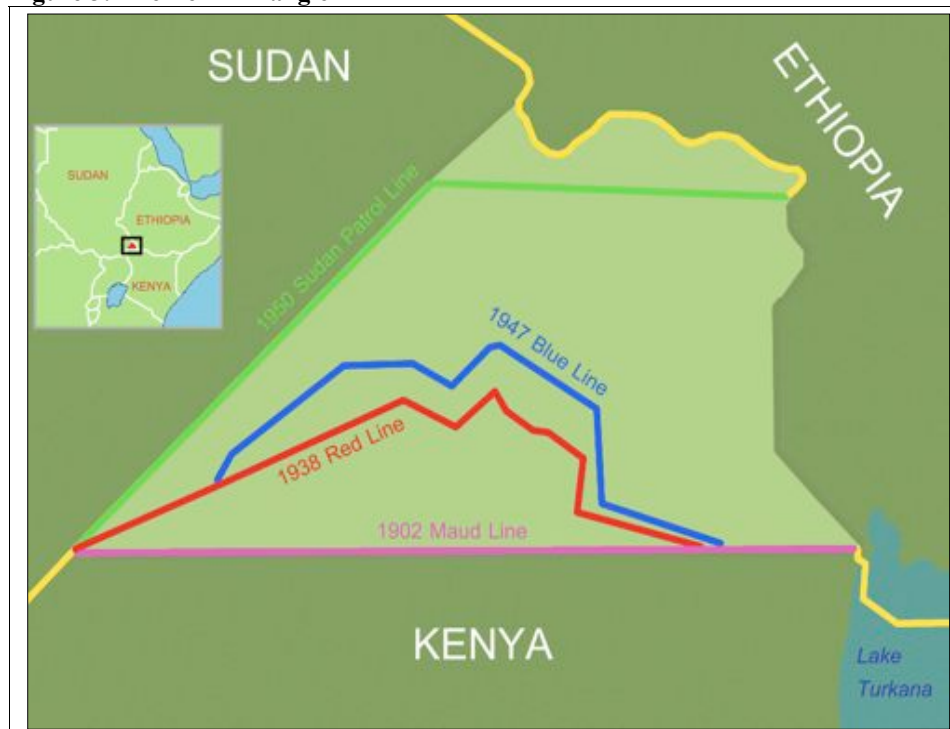 SUDAN
ETHIOPIA
SUDAN
ETHIOPIA
KENYA
1950 Sudan Patrol Line
1947 Blue Line
1938 Red Line
1902 Maud Line
KENYA
Lake
Turkana